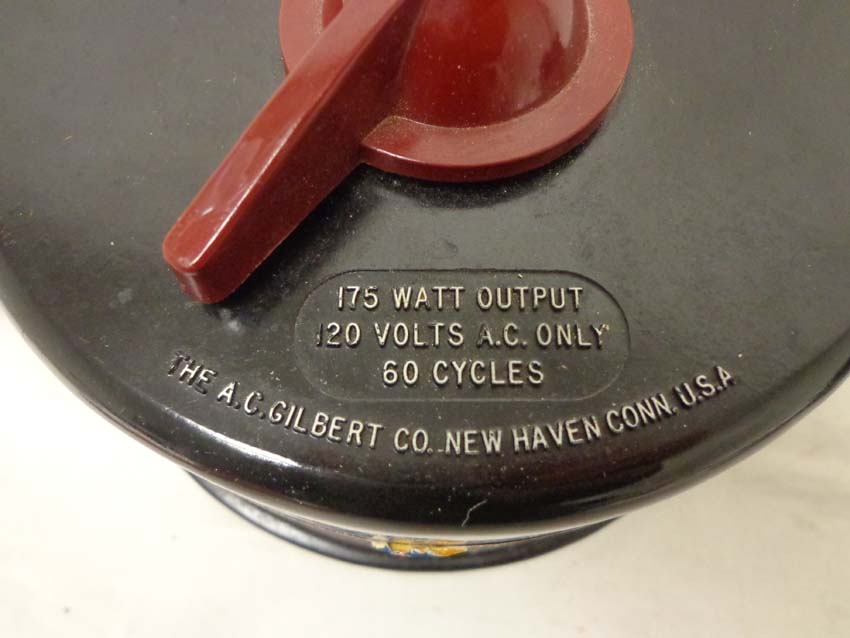 175 WATT OUTPUT
120 VOLTS A.C. ONLY
60 CYCLES
THE A.C. GILBERT CO. NEW HAVEN CONN. U.S.A